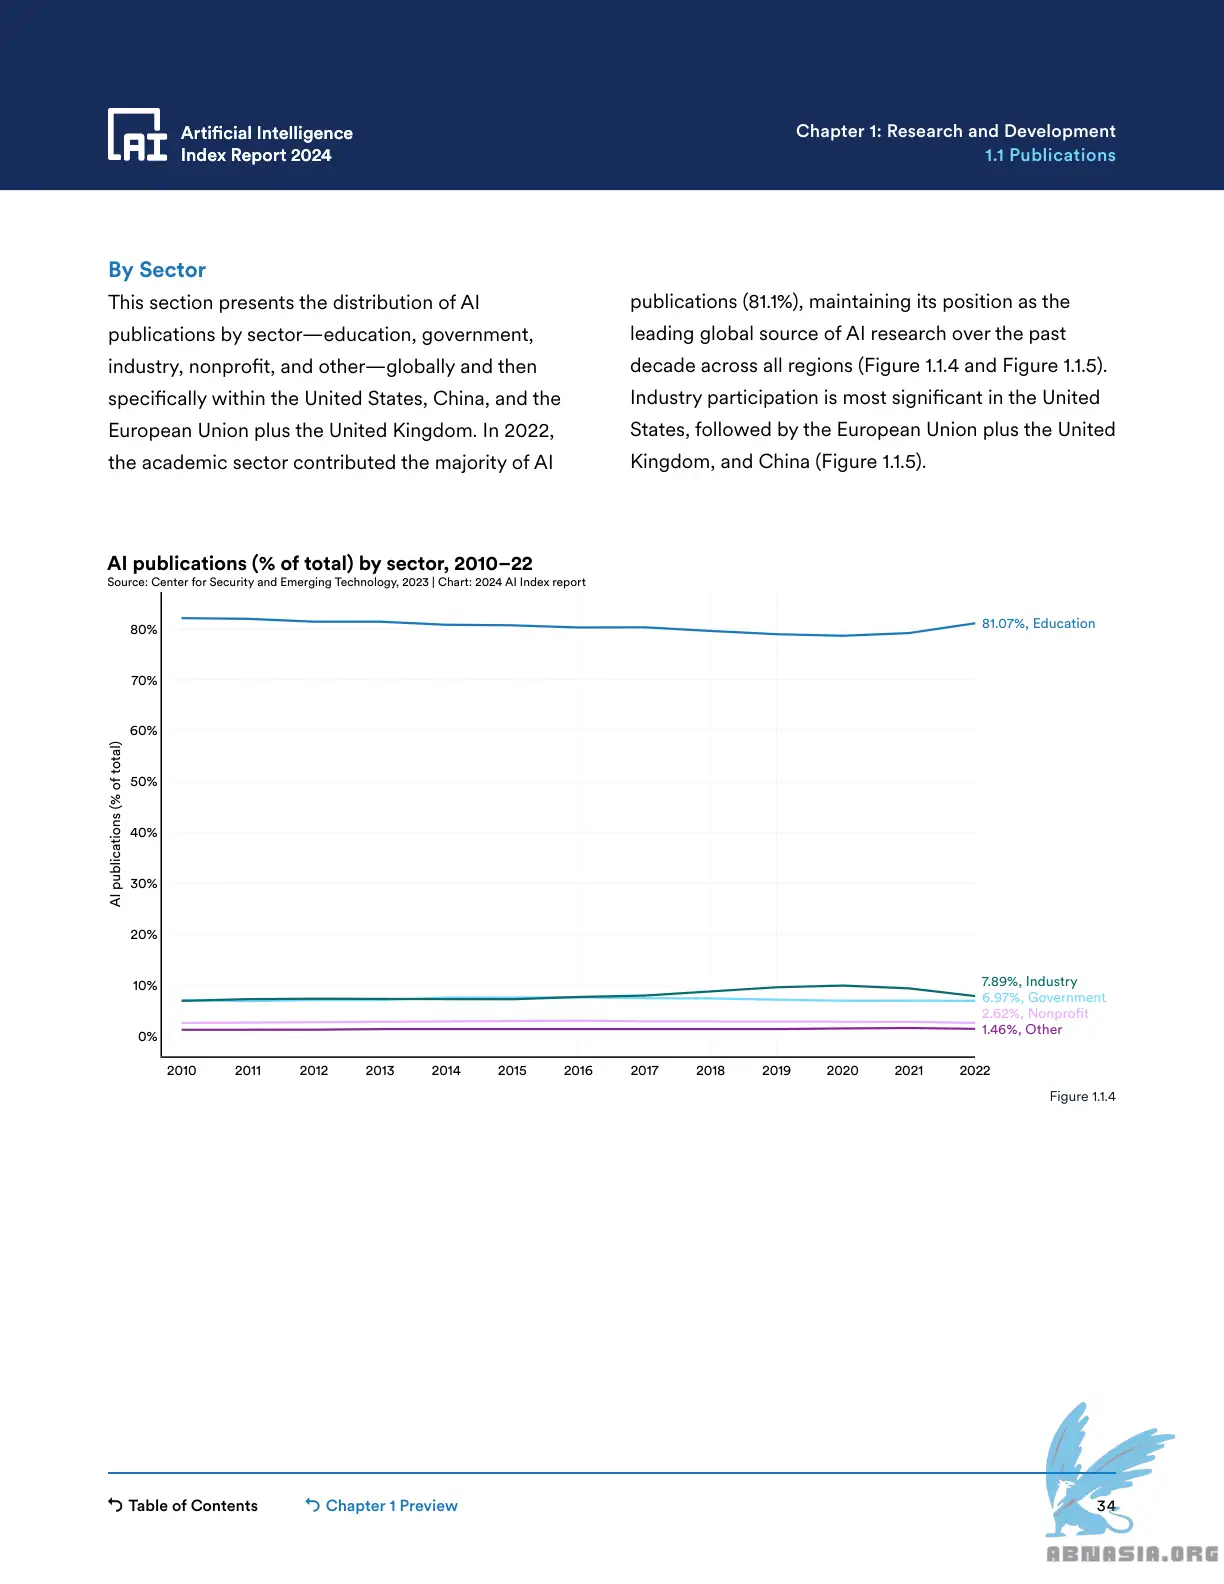 Artificial Intelligence
Index Report 2024
Chapter 1: Research and Development
1.1 Publications
By Sector
This section presents the distribution of AI
publications by sector—education, government,
industry, nonprofit, and other—globally and then
specifically within the United States, China, and the
European Union plus the United Kingdom. In 2022,
the academic sector contributed the majority of AI
publications (81.1%), maintaining its position as the
leading global source of AI research over the past
decade across all regions (Figure 1.1.4 and Figure 1.1.5).
Industry participation is most significant in the United
States, followed by the European Union plus the United
Kingdom, and China (Figure 1.1.5).
AI publications (% of total) by sector, 2010–22
Source: Center for Security and Emerging Technology, 2023 | Chart: 2024 AI Index report
AI publications (% of total)
80%
70%
60%
50%
40%
30%
20%
10%
0%
81.07%, Education
7.89%, Industry
6.97%, Government
2.62%, Nonprofit
1.46%, Other
2010 2011 2012 2013 2014 2015 2016 2017 2018 2019 2020 2021 2022
Figure 1.1.4
Table of Contents
Chapter 1 Preview
34
ABNASIA.ORG